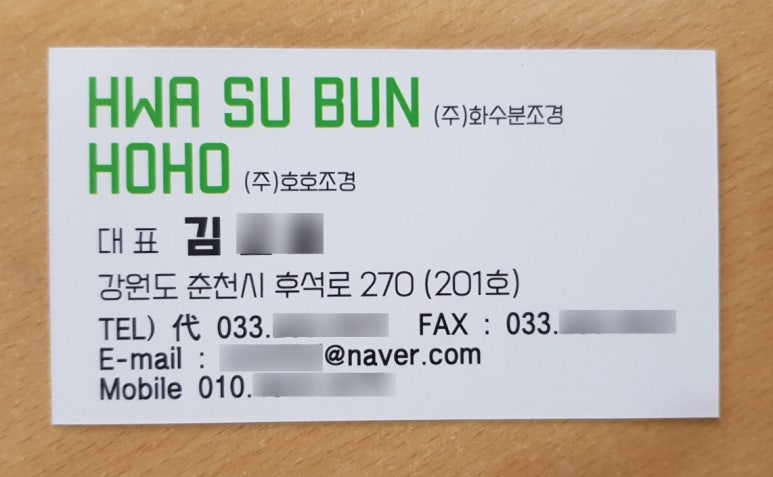 HWA SU BUN (주)화수분조경
HOHO (주)호호조경
대표 김
강원도 춘천시 후석로 270 (201호)
TEL) 代 033. FAX : 033.
E-mail : @naver.com
Mobile 010.